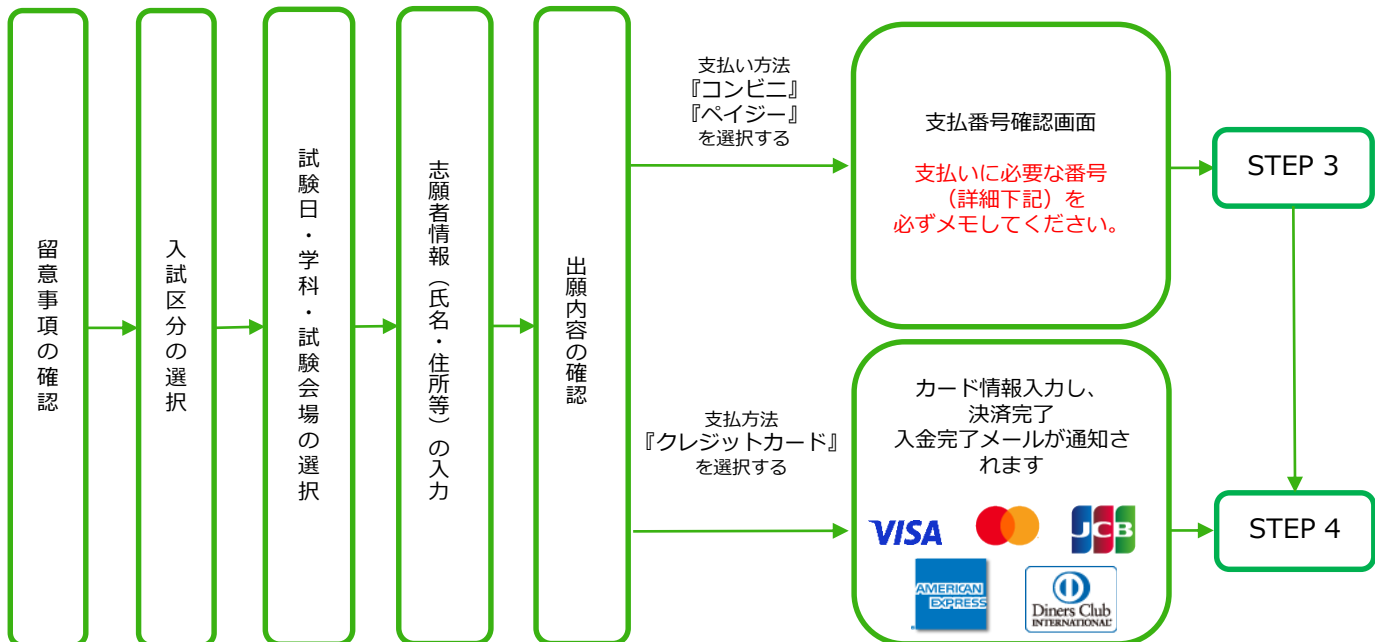 留意事項の確認
入試区分の選択
試験日・学科・試験会場の選択
志願者情報（氏名・住所等）の入力
出願内容の確認
支払い方法
『コンビニ』
『ペイジー』
を選択する
支払番号確認画面
支払いに必要な番号
（詳細下記）を
必ずメモしてください。
STEP 3
支払方法
『クレジットカード』
を選択する
カード情報入力し、
決済完了
入金完了メールが通知さ
れます
VISA
JCB
AMERICAN
EXPRESS
Diners Club
INTERNATIONAL
STEP 4